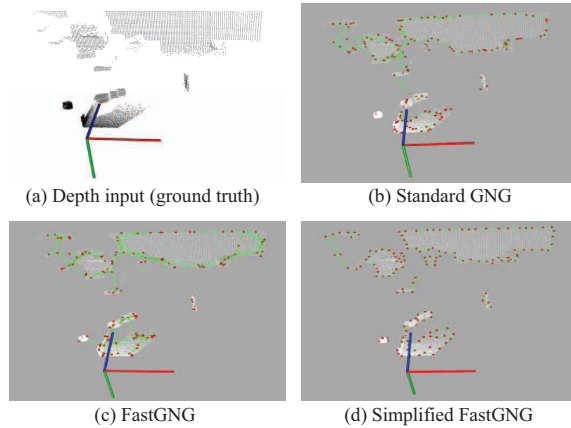 (a) Depth input (ground truth)
(b) Standard GNG
(c) FastGNG
(d) Simplified FastGNG